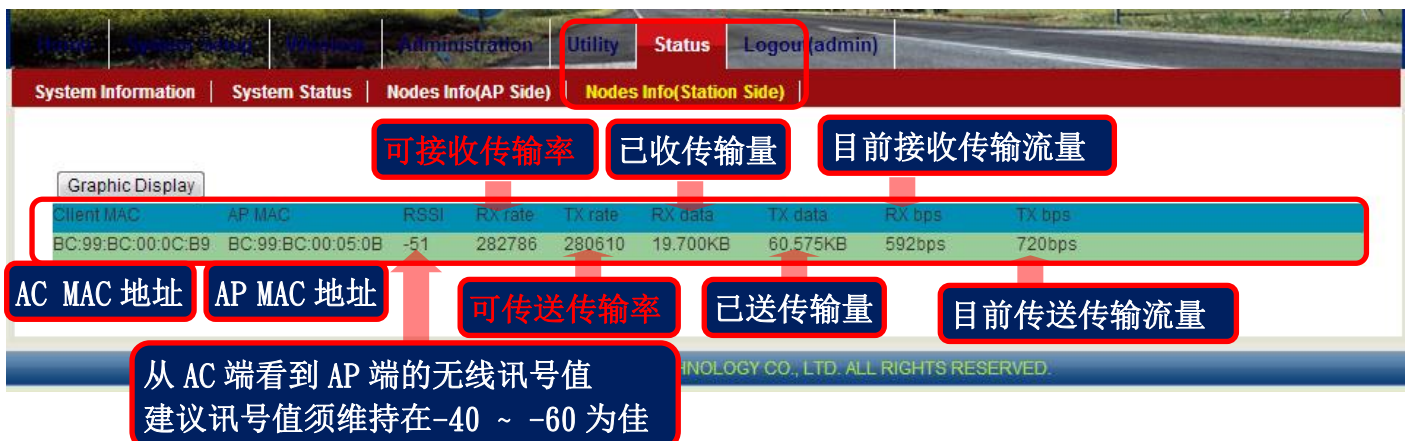 Home System Setup Wireless Administration Utility Status Logout(admin)
System Information | System Status | Nodes Info(AP Side) | Nodes Info(Station Side) |
可接收传输率 已收传输量 目前接收传输流量
Graphic Display
Client MAC AP MAC RSSI RX rate TX rate RX data TX data RX bps TX bps
BC:99:BC:00:0C:B9 BC:99:BC:00:05:0B -51 282786 280610 19.700KB 60.575KB 592bps 720bps
AC MAC 地址 AP MAC 地址 可传送传输率 已送传输量 目前传送传输流量
HNOLOGY CO., LTD. ALL RIGHTS RESERVED.
从 AC 端看到 AP 端的无线讯号值
建议讯号值须维持在-40 ~ -60 为佳